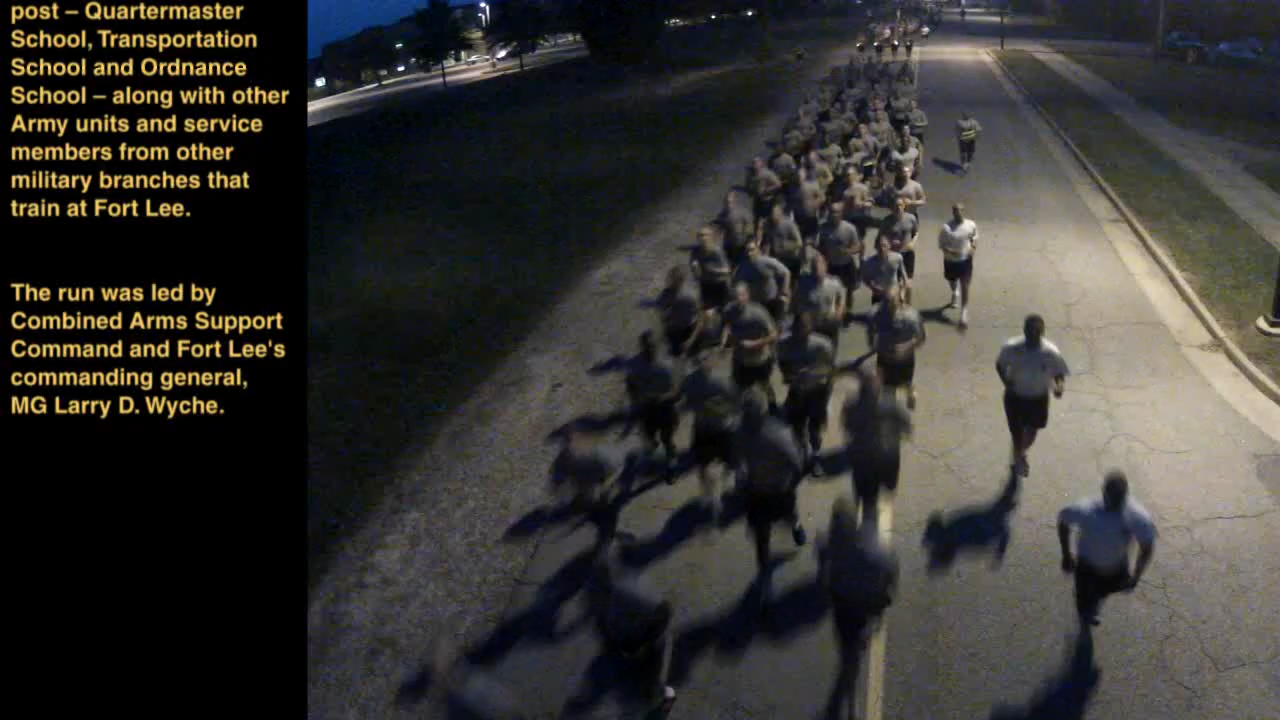 post – Quartermaster
School, Transportation
School and Ordnance
School – along with other
Army units and service
members from other
military branches that
train at Fort Lee.
The run was led by
Combined Arms Support
Command and Fort Lee's
commanding general,
MG Larry D. Wyche.